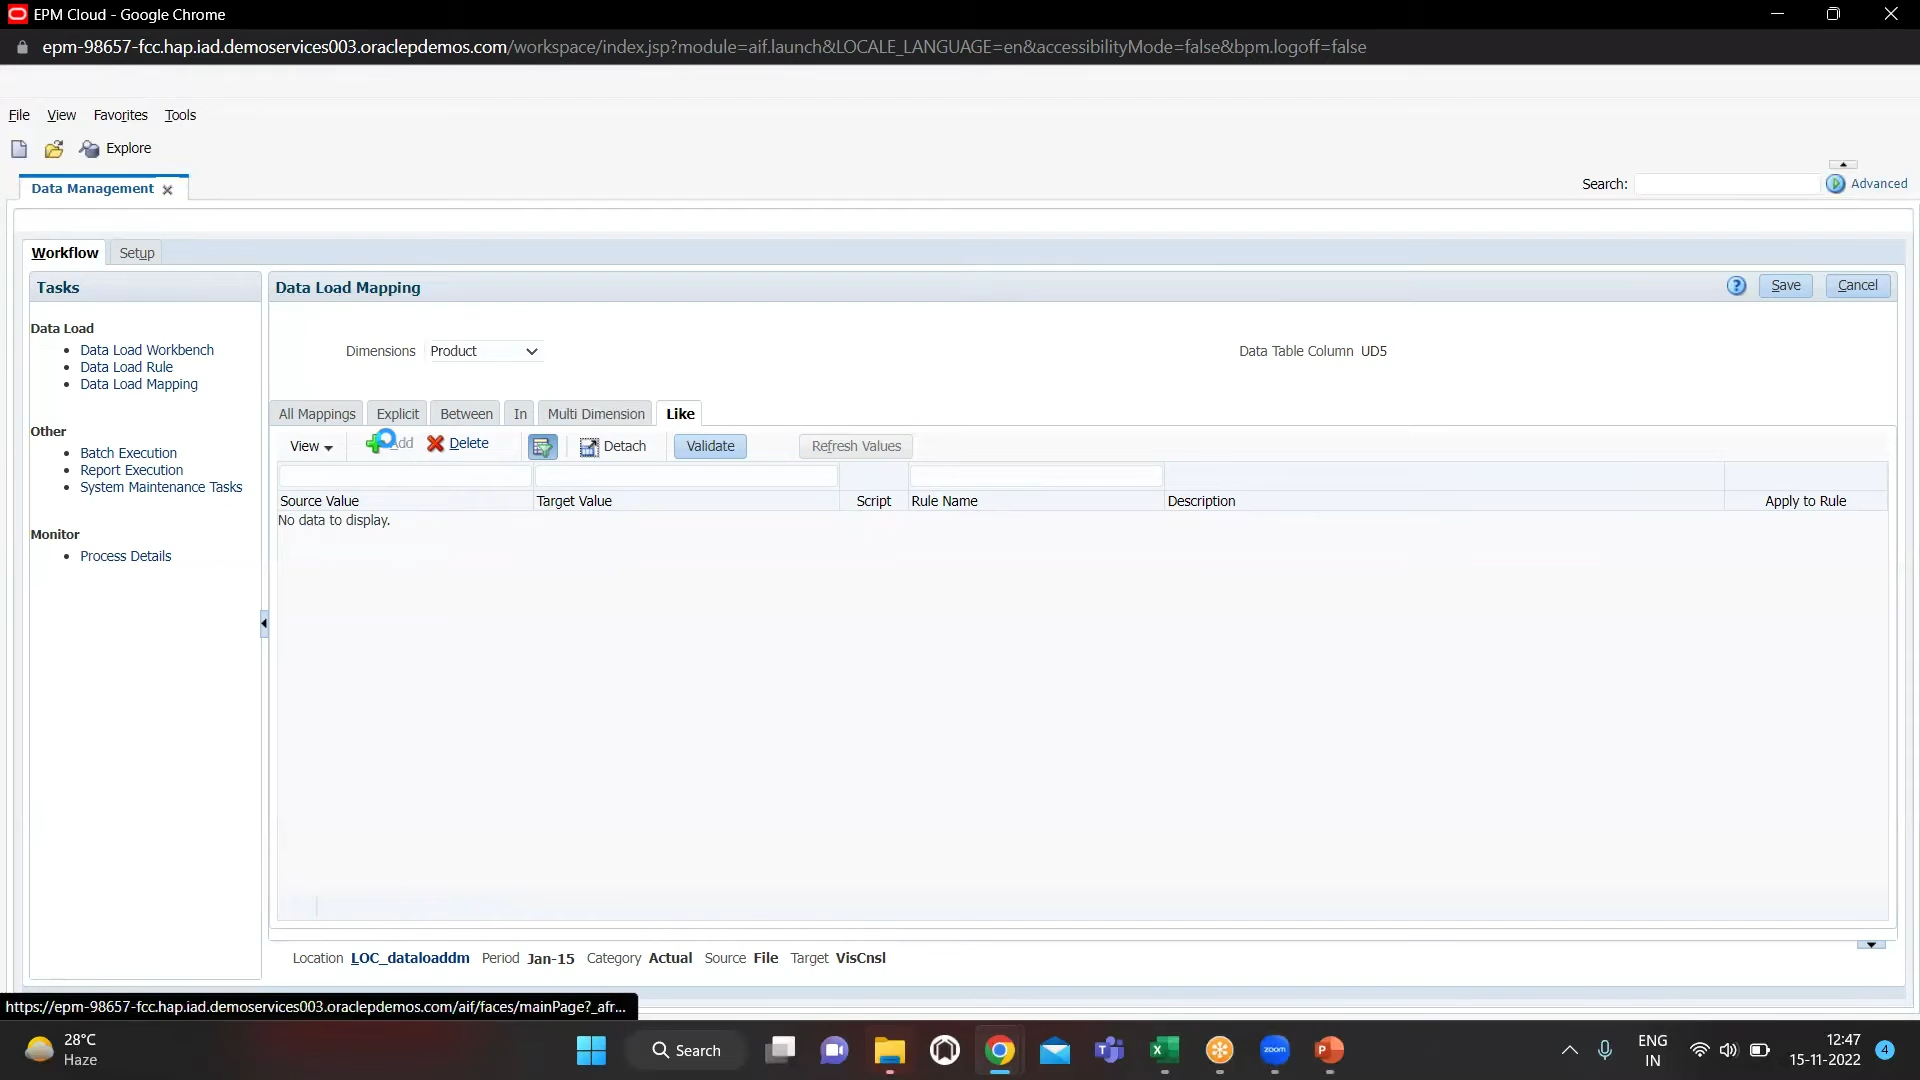 EPM Cloud - Google Chrome
epm-98657-fcc.hap.iad.demoservices003.oraclepdemos.com/workspace/index.jsp?module=aif.launch&LOCALE_LANGUAGE=en&accessibilityMode=false&bpm.logoff=false
File View Favorites Tools
Explore
Data Management
Search: Advanced
Workflow Setup
Tasks
Data Load
Data Load Workbench
Data Load Rule
Data Load Mapping
Other
Batch Execution
Report Execution
System Maintenance Tasks
Monitor
Process Details
Data Load Mapping
? Save Cancel
Dimensions Product Data Table Column UD5
All Mappings Explicit Between In Multi Dimension Like
View Add Delete Detach Validate Refresh Values
Source Value Target Value Script Rule Name Description Apply to Rule
No data to display.
Location LOC_dataloaddm Period Jan-15 Category Actual Source File Target VisCnsl
https://epm-98657-fcc.hap.iad.demoservices003.oraclepdemos.com/aif/faces/mainPage?_afr...
28°C
Haze
Search
zoom
ENG
IN
12:47
15-11-2022
4